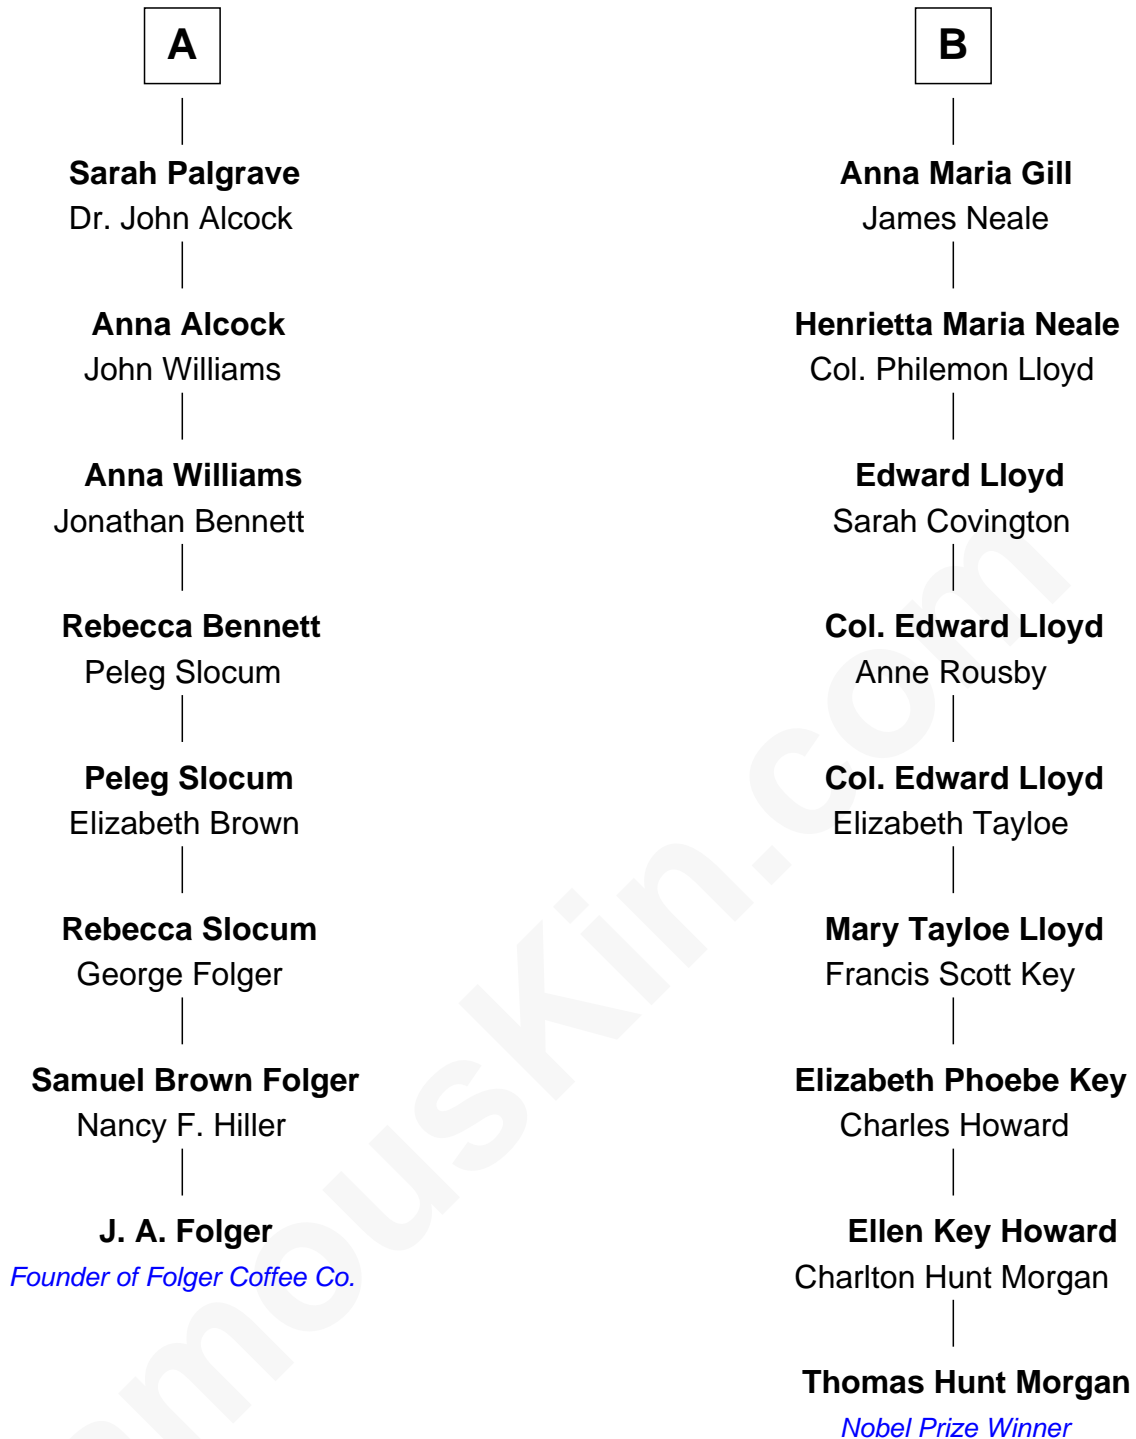 A
Sarah Palgrave
Dr. John Alcock
Anna Alcock
John Williams
Anna Williams
Jonathan Bennett
Rebecca Bennett
Peleg Slocum
Peleg Slocum
Elizabeth Brown
Rebecca Slocum
George Folger
Samuel Brown Folger
Nancy F. Hiller
J. A. Folger
Founder of Folger Coffee Co.
B
Anna Maria Gill
James Neale
Henrietta Maria Neale
Col. Philemon Lloyd
Edward Lloyd
Sarah Covington
Col. Edward Lloyd
Anne Rousby
Col. Edward Lloyd
Elizabeth Tayloe
Mary Tayloe Lloyd
Francis Scott Key
Elizabeth Phoebe Key
Charles Howard
Ellen Key Howard
Charlton Hunt Morgan
Thomas Hunt Morgan
Nobel Prize Winner
amouskin.com